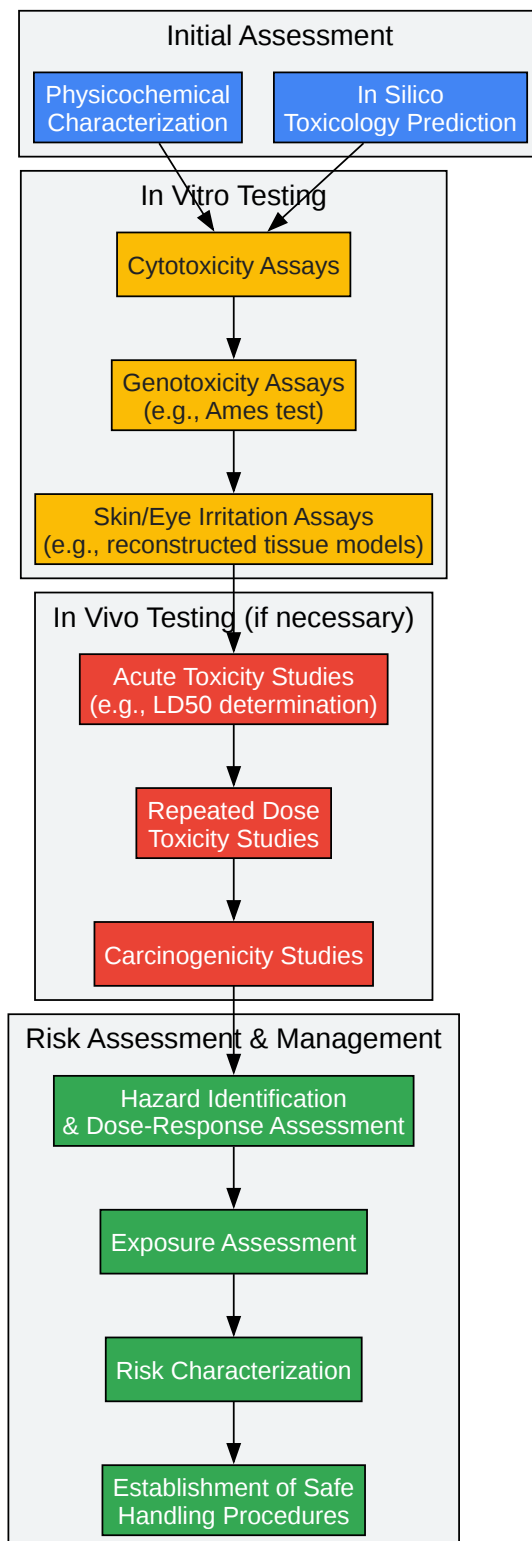 Initial Assessment
Physicochemical
Characterization
In Silico
Toxicology Prediction
In Vitro Testing
Cytotoxicity Assays
Genotoxicity Assays
(e.g., Ames test)
Skin/Eye Irritation Assays
(e.g., reconstructed tissue models)
In Vivo Testing (if necessary)
Acute Toxicity Studies
(e.g., LD50 determination)
Repeated Dose
Toxicity Studies
Carcinogenicity Studies
Risk Assessment & Management
Hazard Identification
& Dose-Response Assessment
Exposure Assessment
Risk Characterization
Establishment of Safe
Handling Procedures